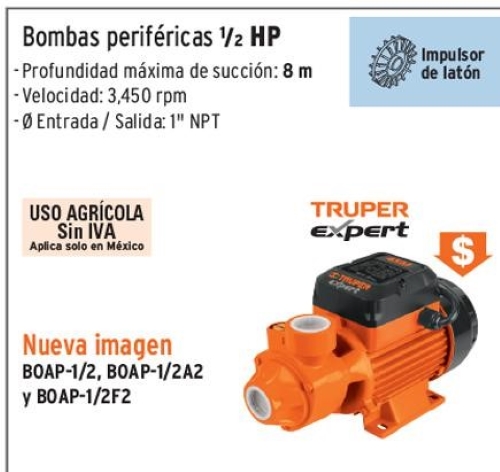 Bombas periféricas 1/2 HP
- Profundidad máxima de succión: 8 m
- Velocidad: 3,450 rpm
- Ø Entrada / Salida: 1" NPT
Impulsor
de latón
USO AGRÍCOLA
Sin IVA
Aplica solo en México
TRUPER
expert
$
TRUPER
expert
Nueva imagen
BOAP-1/2, BOAP-1/2A2
y BOAP-1/2F2